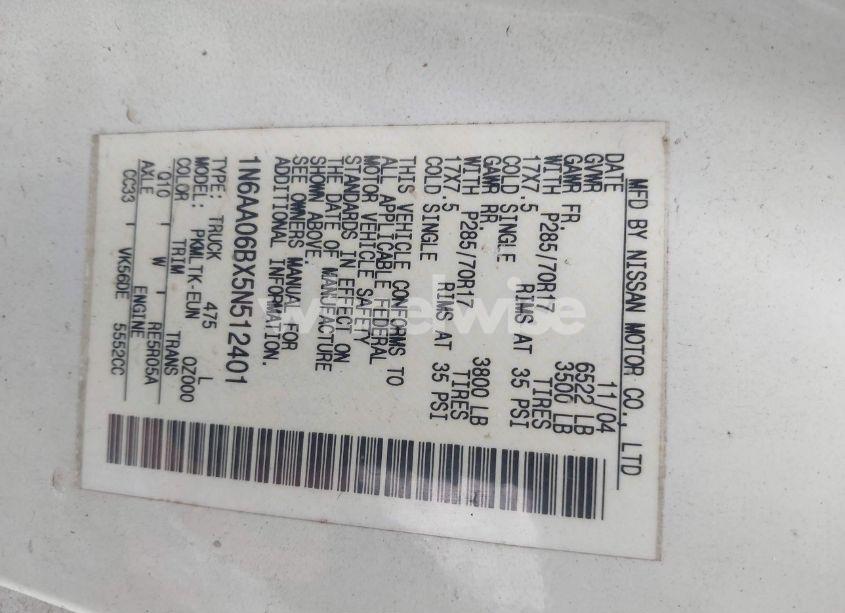 MFD BY NISSAN MOTOR CO., LTD
DATE 11/04
GVWR 6522 LB
GAWR FR. 3500 LB
WITH P285/70R17 TIRES
17X7.5 RIMS AT 35 PSI
COLD SINGLE
GAWR RR. 3800 LB
WITH P285/70R17 TIRES
17X7.5 RIMS AT 35 PSI
COLD SINGLE
THIS VEHICLE CONFORMS TO
ALL APPLICABLE FEDERAL
MOTOR VEHICLE SAFETY
STANDARDS IN EFFECT ON
THE DATE OF MANUFACTURE
SHOWN ABOVE.
SEE OWNERS MANUAL FOR
ADDITIONAL INFORMATION.
1N6AA06BX5N512401
TYPE: TRUCK 475 L
MODEL: PKMLTK-EUN 0Z000
COLOR TRIM TRANS
Q10 W RE5R05A
AXLE ENGINE
CC33 VK56DE 5552CC